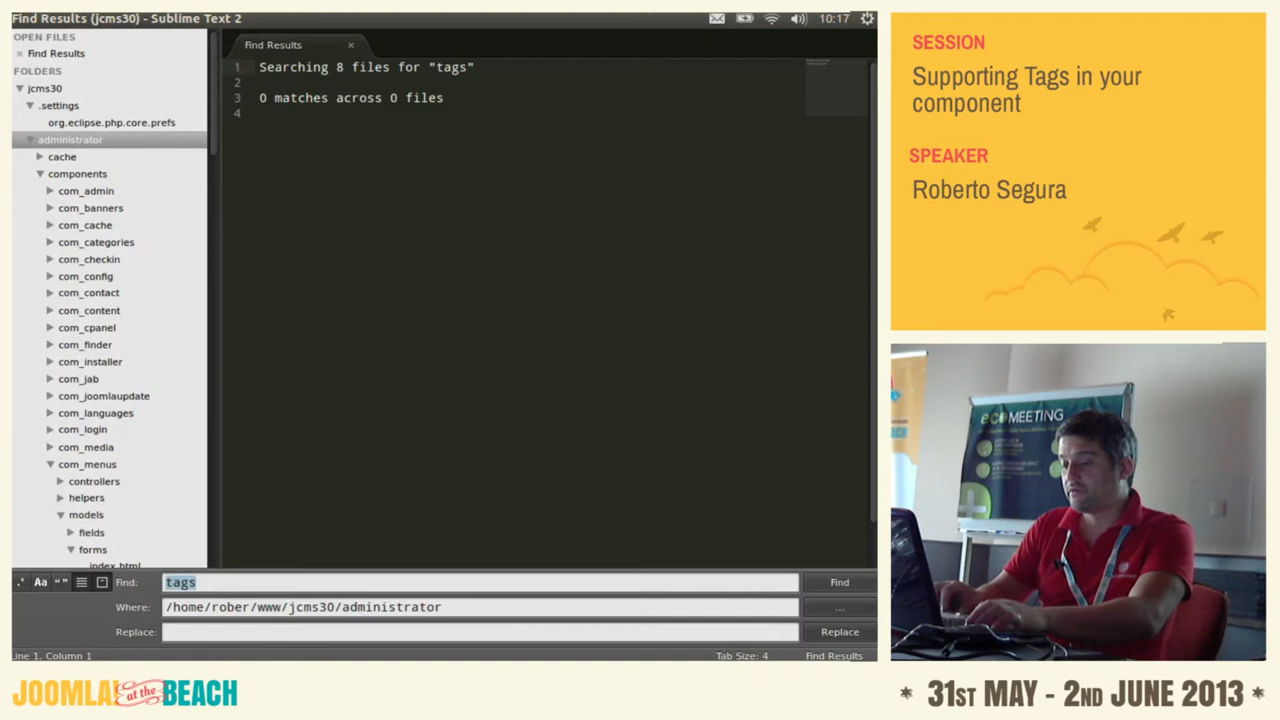 Find Results (jcms30) - Sublime Text 2
10:17
OPEN FILES
Find Results
FOLDERS
jcms30
.settings
org.eclipse.php.core.prefs
administrator
cache
components
com_admin
com_banners
com_cache
com_categories
com_checkin
com_config
com_contact
com_content
com_cpanel
com_finder
com_installer
com_jab
com_joomlaupdate
com_languages
com_login
com_media
com_menus
controllers
helpers
models
fields
forms
index.html
Find Results
1 Searching 8 files for "tags"
2
3 0 matches across 0 files
4
.* Aa “” Find: tags Find
Where: /home/rober/www/jcms30/administrator ...
Replace: Replace
Line 1, Column 1
Tab Size: 4 Find Results
SESSION
Supporting Tags in your
component
SPEAKER
Roberto Segura
eCOMEETING
JOOMLA! at the BEACH
* 31ST MAY - 2ND JUNE 2013 *